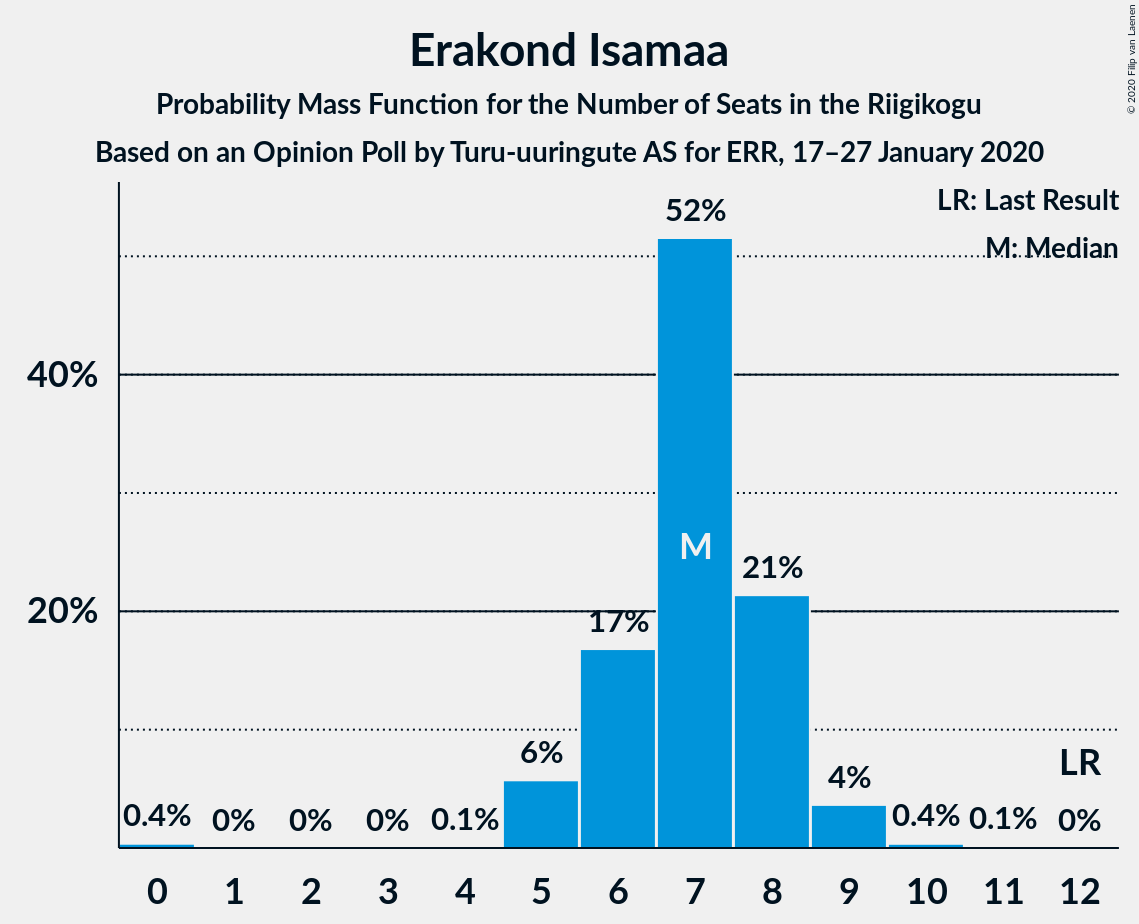 Erakond Isamaa
Probability Mass Function for the Number of Seats in the Riigikogu
Based on an Opinion Poll by Turu-uuringute AS for ERR, 17–27 January 2020
© 2020 Filip van Laenen
LR: Last Result
M: Median
52%
40%
M
21%
20%
17%
6%
4%
LR
0.4% 0% 0% 0% 0.1% 0.4% 0.1% 0%
0 1 2 3 4 5 6 7 8 9 10 11 12